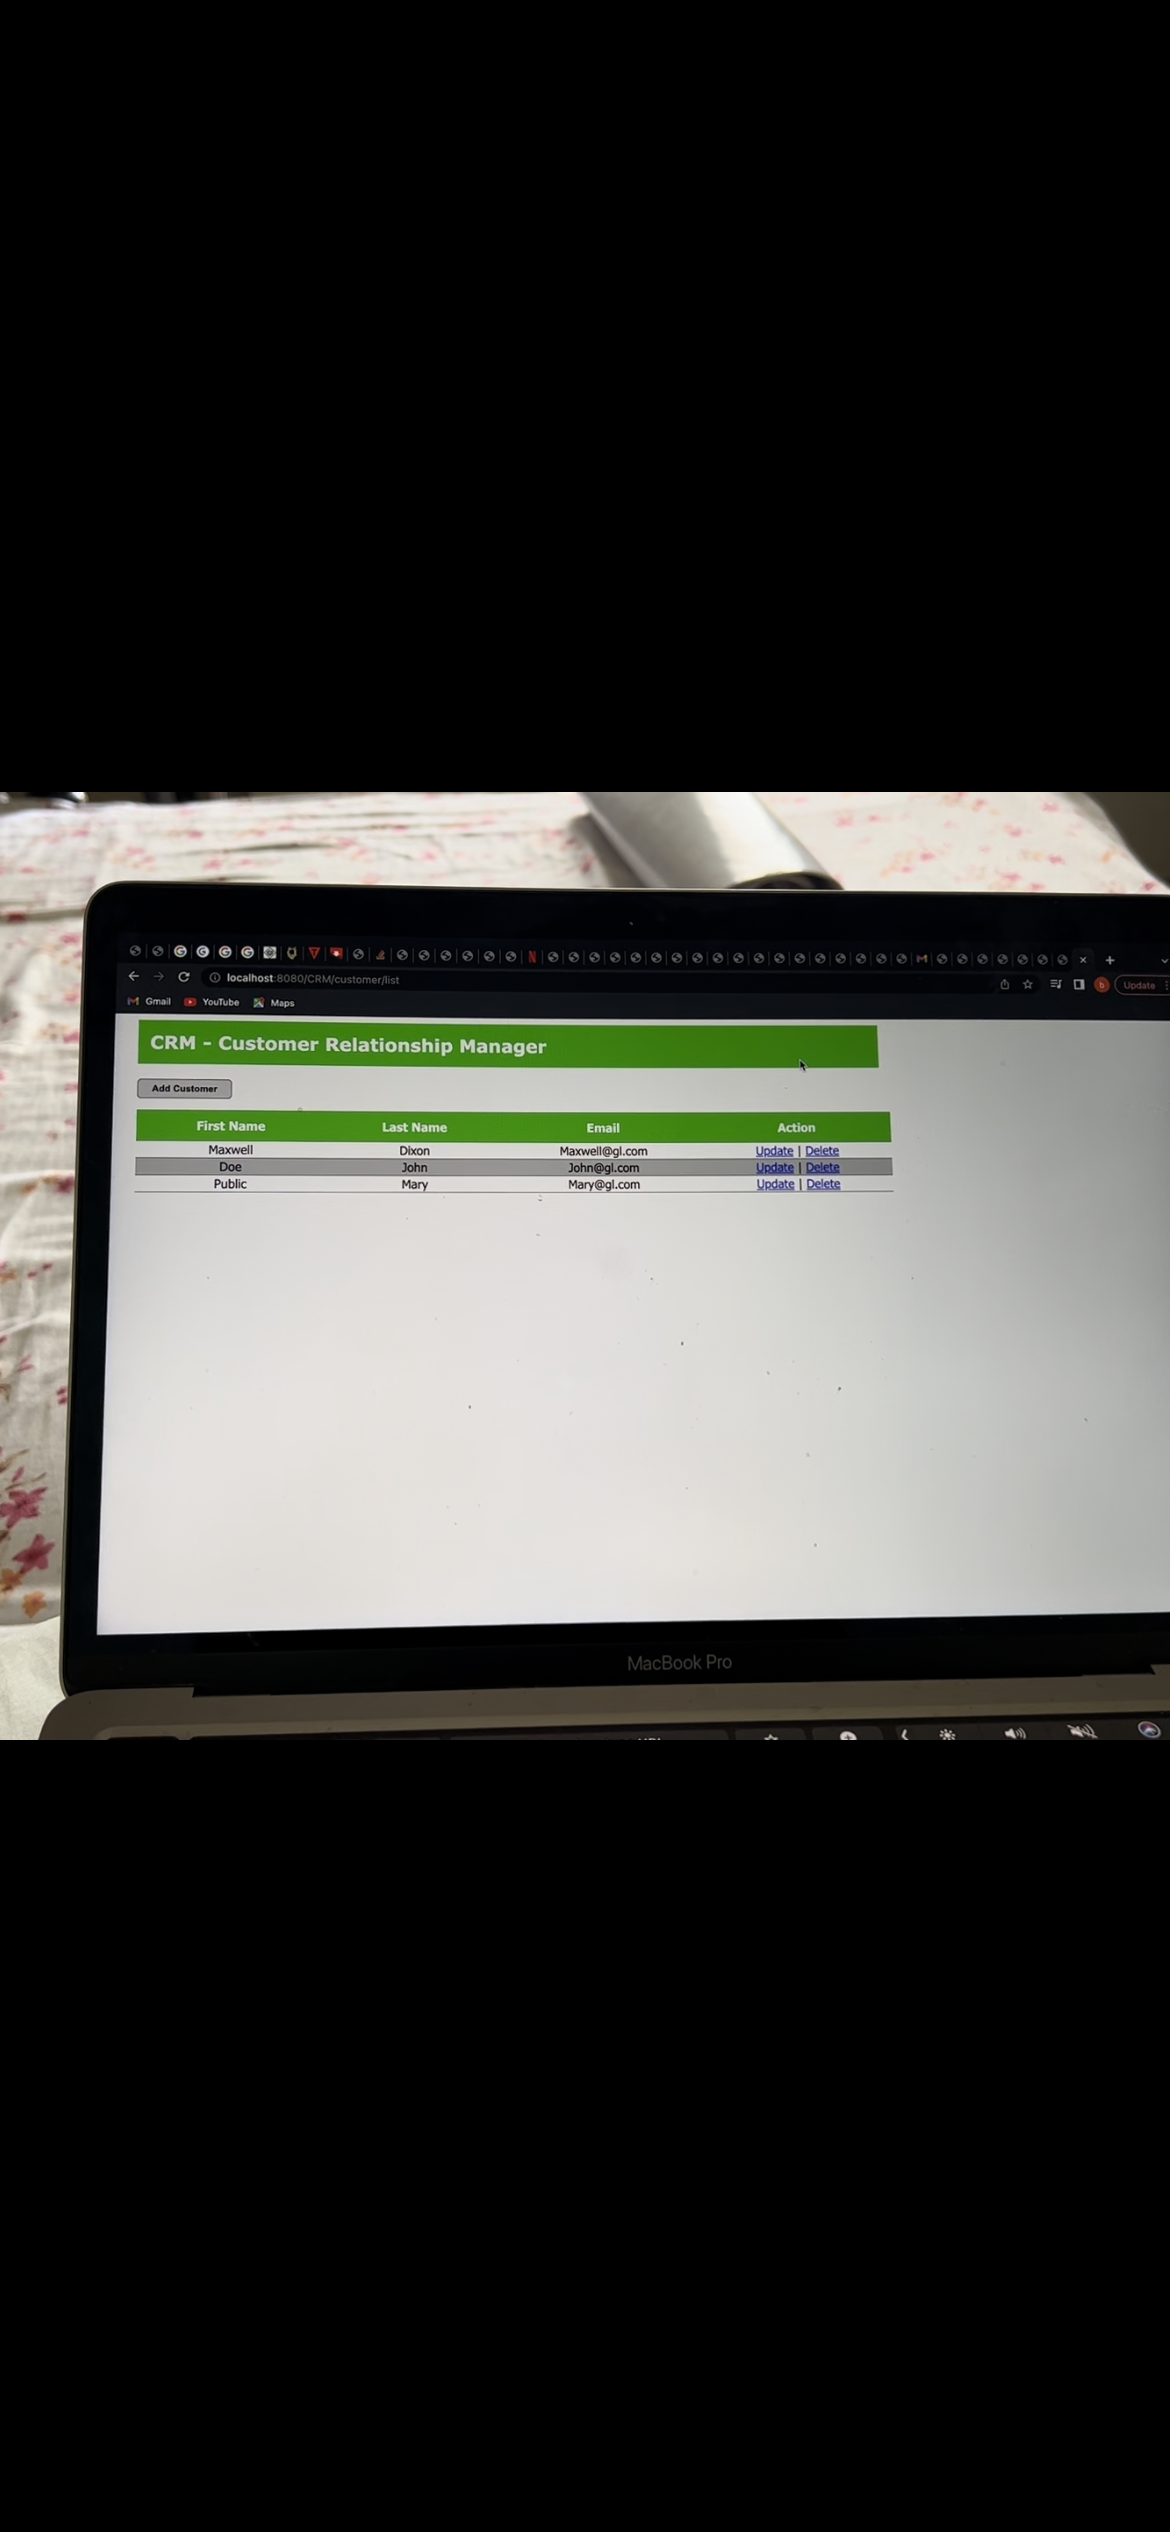 localhost:8080/CRM/customer/list
Update
Gmail YouTube Maps
CRM - Customer Relationship Manager
Add Customer
First Name Last Name Email Action
Maxwell Dixon Maxwell@gl.com Update | Delete
Doe John John@gl.com Update | Delete
Public Mary Mary@gl.com Update | Delete
MacBook Pro